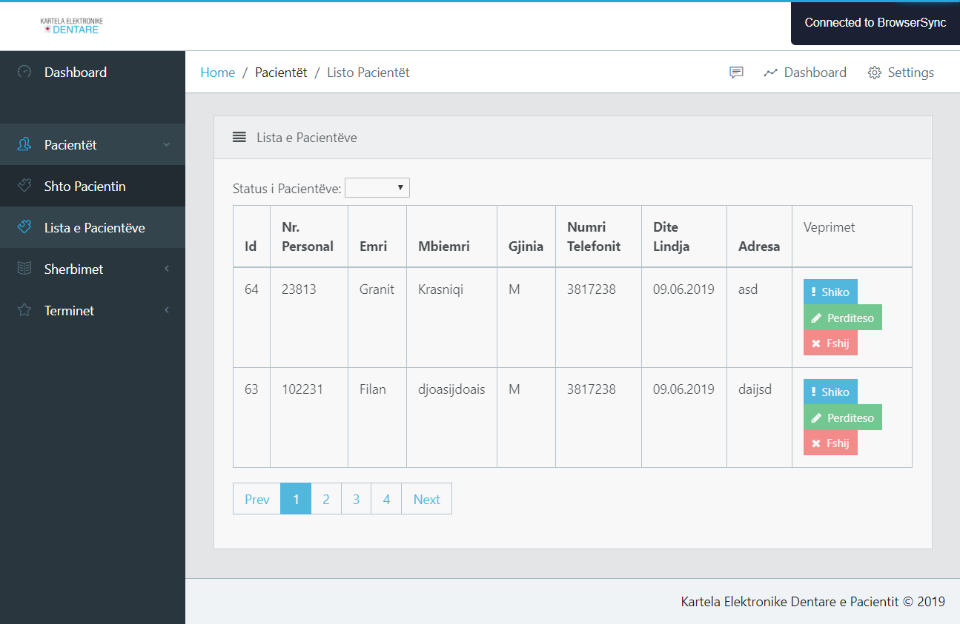 KARTELA ELEKTRONIKE
DENTARE
Connected to BrowserSync
Dashboard
Pacientët
Shto Pacientin
Lista e Pacientëve
Sherbimet
Terminet
Home / Pacientët / Listo Pacientët
Dashboard
Settings
Lista e Pacientëve
Status i Pacientëve:
Id Nr. Personal Emri Mbiemri Gjinia Numri Telefonit Dite Lindja Adresa Veprimet
64 23813 Granit Krasniqi M 3817238 09.06.2019 asd
Shiko
Perditeso
Fshij
63 102231 Filan djoasijdoais M 3817238 09.06.2019 daijsd
Shiko
Perditeso
Fshij
Prev 1 2 3 4 Next
Kartela Elektronike Dentare e Pacientit © 2019